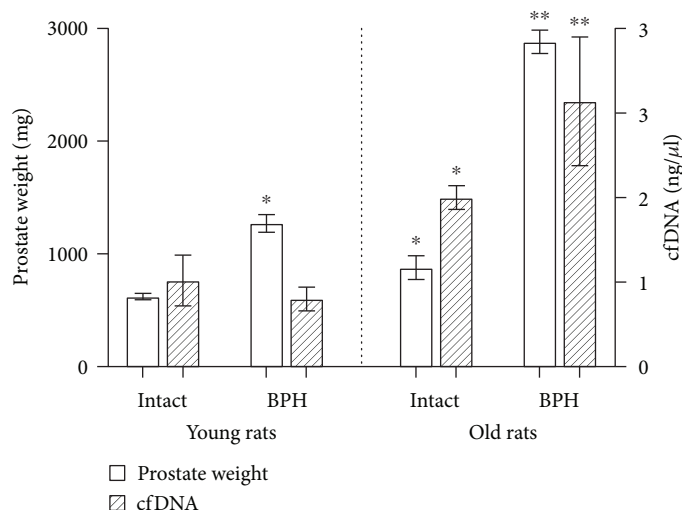 3000
2000
1000
0
Prostate weight (mg)
3
3
2
1
0
cfDNA (ng/μl)
*
*
*
**
**
Intact BPH Intact BPH
Young rats Old rats
Prostate weight
cfDNA